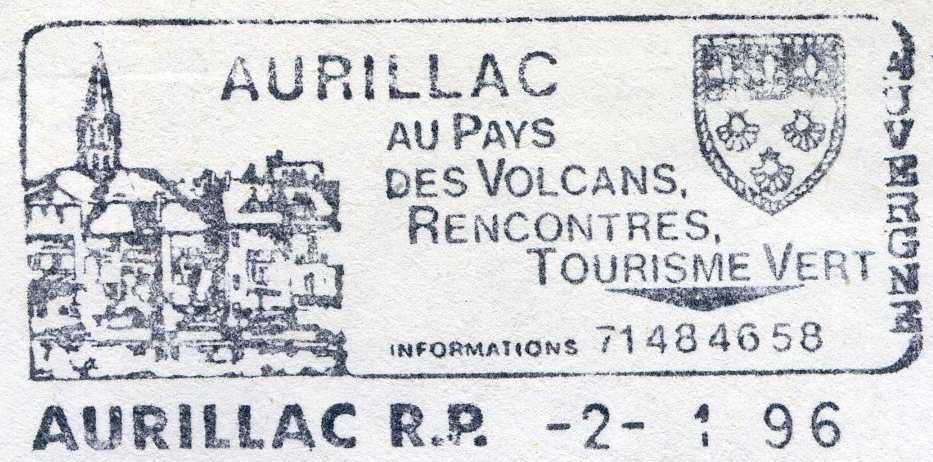 AURILLAC
AU PAYS
DES VOLCANS,
RENCONTRES,
TOURISME VERT
INFORMATIONS 71484658
AUVERGNE
AURILLAC R.P. -2- 1 96